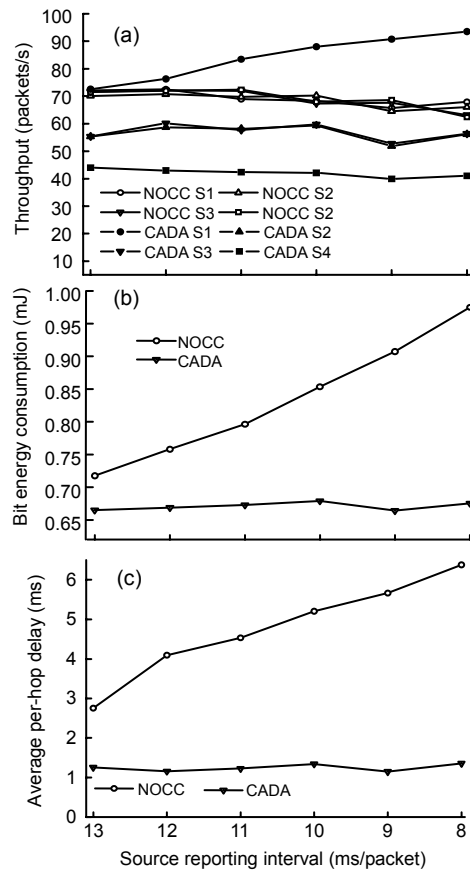 (a)
Throughput (packets/s)
100
90
80
70
60
50
40
30
20
10
NOCC S1 NOCC S2
NOCC S3 NOCC S2
CADA S1 CADA S2
CADA S3 CADA S4
(b)
Bit energy consumption (mJ)
1.00
0.95
0.90
0.85
0.80
0.75
0.70
0.65
NOCC
CADA
(c)
Average per-hop delay (ms)
6
5
4
3
2
1
0
NOCC CADA
13 12 11 10 9 8
Source reporting interval (ms/packet)